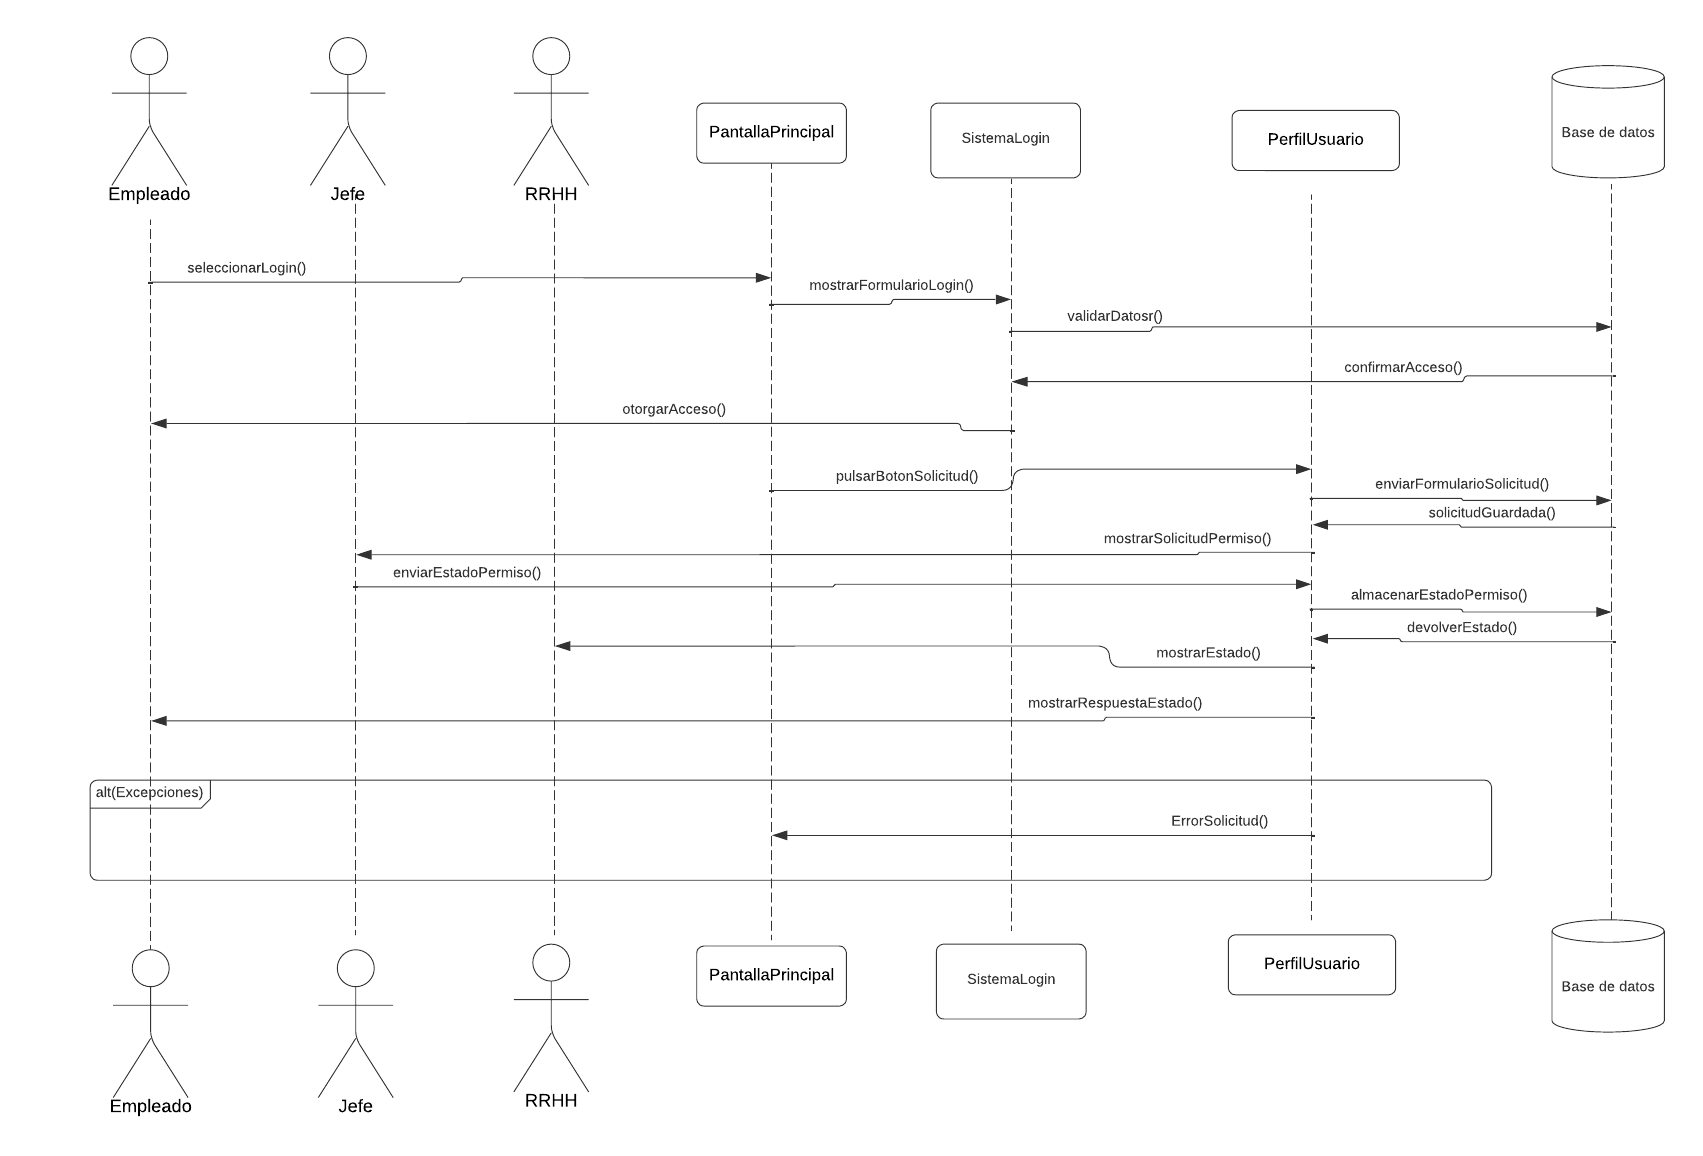 Empleado
Jefe
RRHH
PantallaPrincipal
SistemaLogin
PerfilUsuario
Base de datos
seleccionarLogin()
mostrarFormularioLogin()
validarDatosr()
confirmarAcceso()
otorgarAcceso()
pulsarBotonSolicitud()
enviarFormularioSolicitud()
solicitudGuardada()
mostrarSolicitudPermiso()
enviarEstadoPermiso()
almacenarEstadoPermiso()
devolverEstado()
mostrarEstado()
mostrarRespuestaEstado()
alt(Excepciones)
ErrorSolicitud()
Empleado
Jefe
RRHH
PantallaPrincipal
SistemaLogin
PerfilUsuario
Base de datos